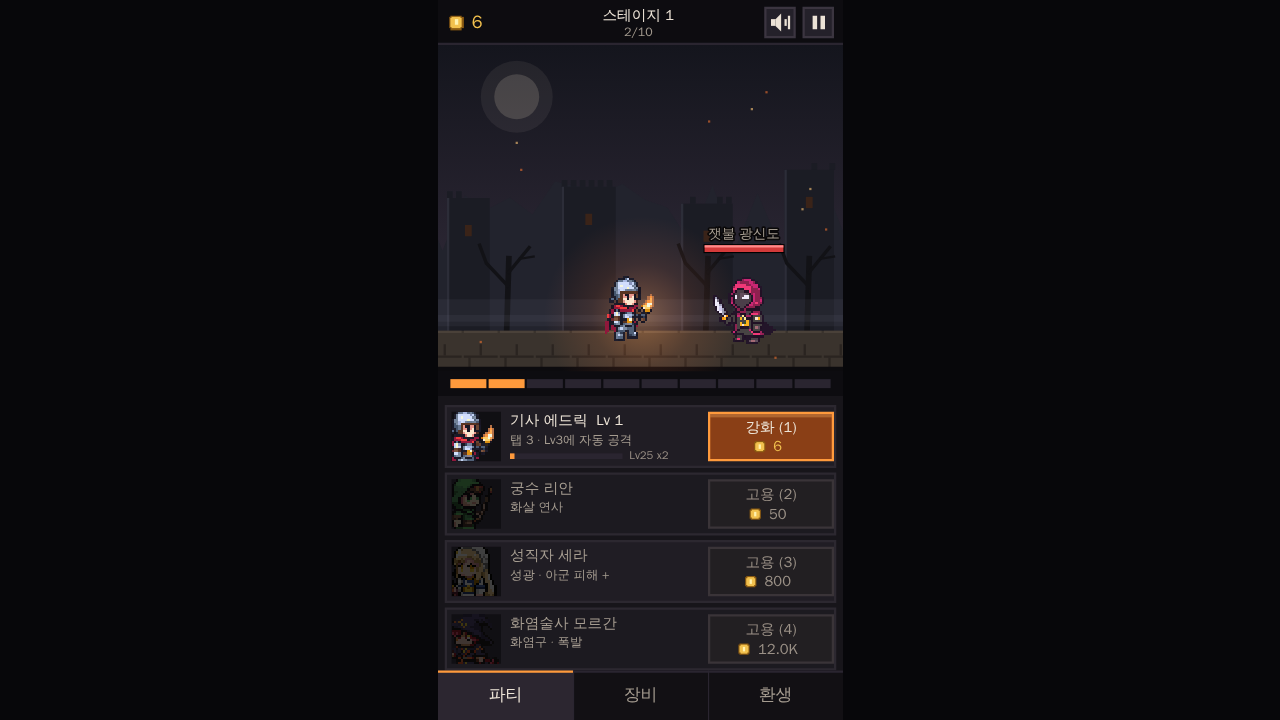 6
스테이지 1
2/10
잿불 광신도
기사 에드릭 Lv 1
탭 3 · Lv3에 자동 공격
Lv25 x2
강화 (1)
6
궁수 리안
화살 연사
고용 (2)
50
성직자 세라
성광 · 아군 피해 +
고용 (3)
800
화염술사 모르간
화염구 · 폭발
고용 (4)
12.0K
파티
장비
환생